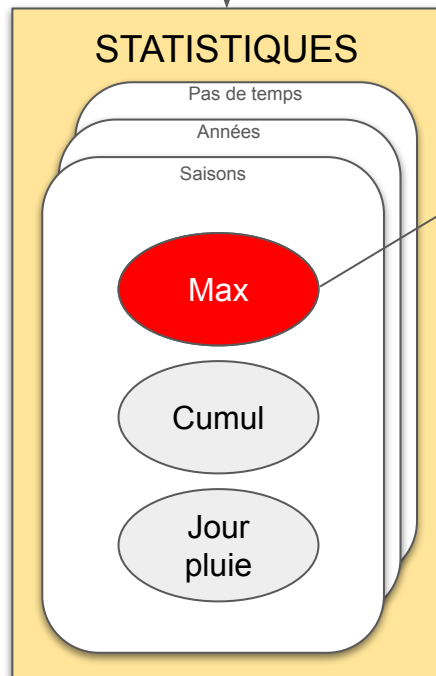 STATISTIQUES
Pas de temps
Années
Saisons
Max
Cumul
Jour
pluie